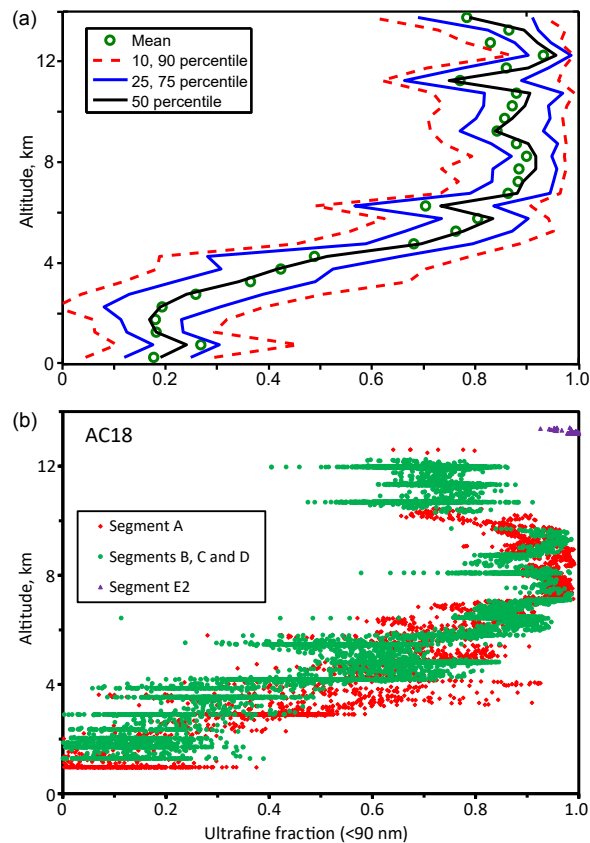 (a)
12
8
4
0
Altitude, km
Mean
10, 90 percentile
25, 75 percentile
50 percentile
0 0.2 0.4 0.6 0.8 1.0
(b)
AC18
12
8
4
0
Altitude, km
Segment A
Segments B, C and D
Segment E2
0 0.2 0.4 0.6 0.8 1.0
Ultrafine fraction (<90 nm)